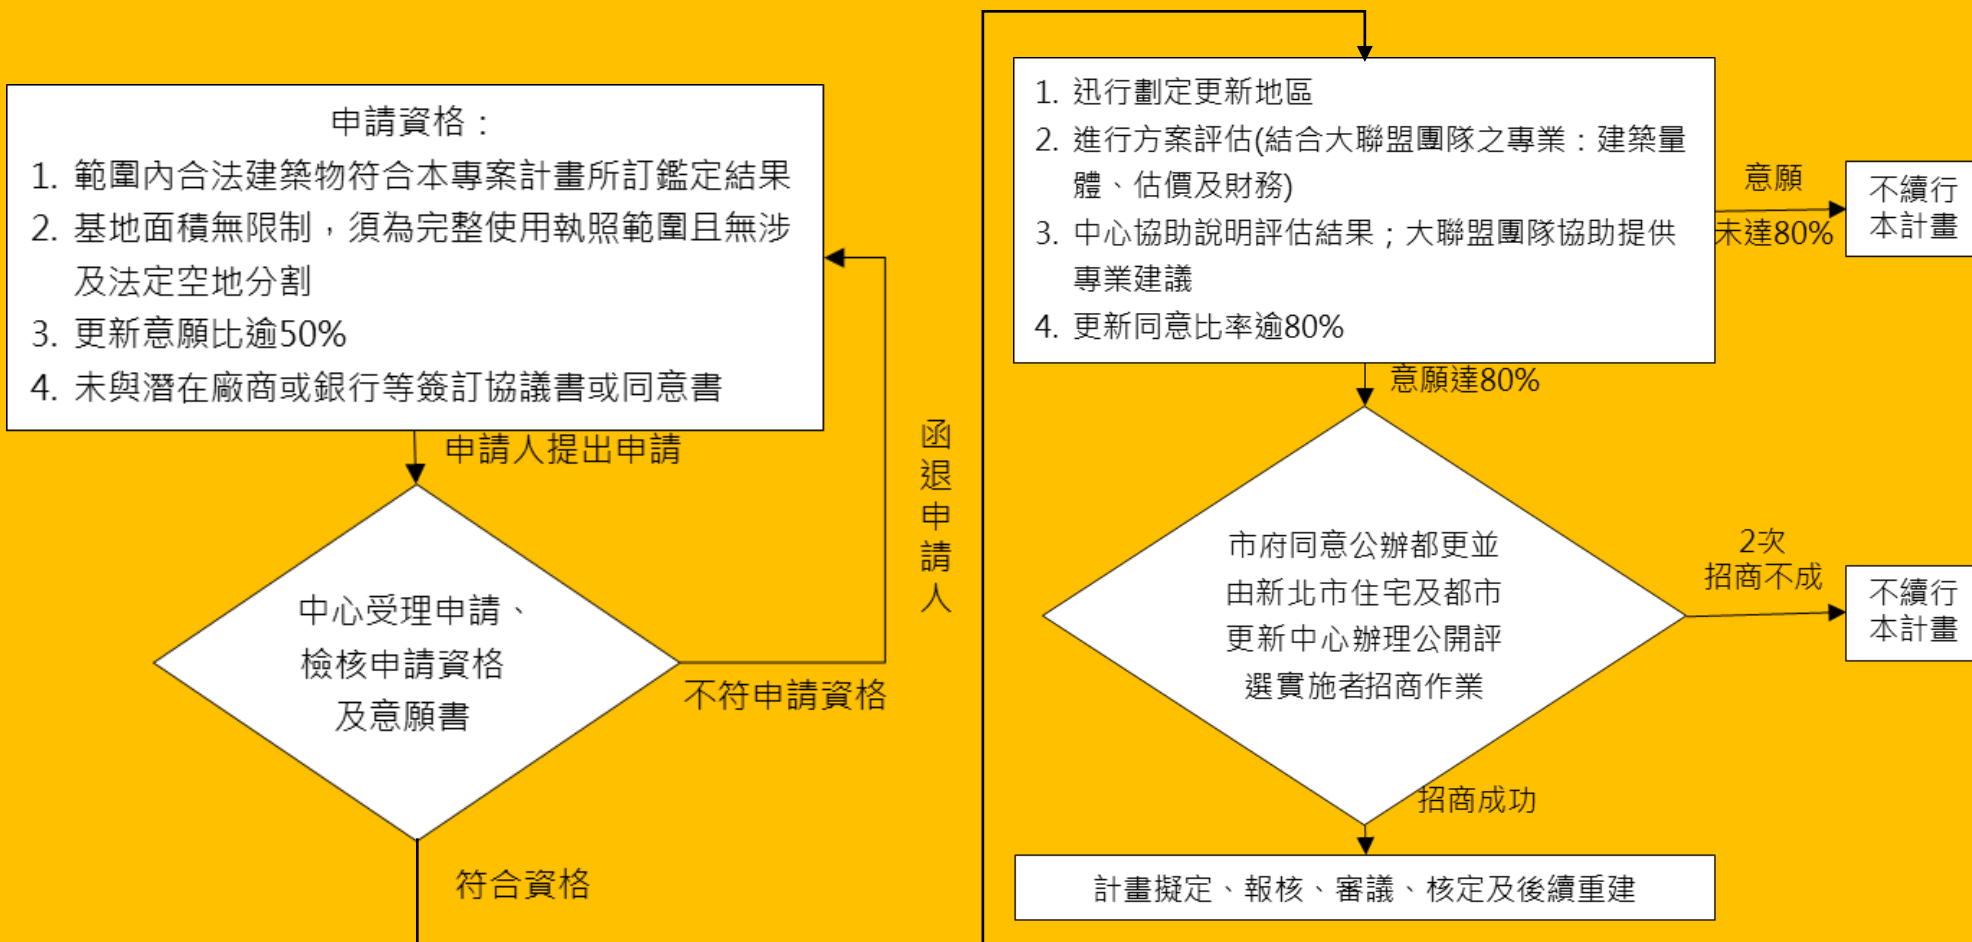 申請資格：
1. 範圍內合法建築物符合本專案計畫所訂鑑定結果
2. 基地面積無限制，須為完整使用執照範圍且無涉
及法定空地分割
3. 更新意願比逾50%
4. 未與潛在廠商或銀行等簽訂協議書或同意書
申請人提出申請
中心受理申請、
檢核申請資格
及意願書
不符申請資格
函退申請人
符合資格
1. 迅行劃定更新地區
2. 進行方案評估(結合大聯盟團隊之專業：建築量
體、估價及財務)
3. 中心協助說明評估結果；大聯盟團隊協助提供
專業建議
4. 更新同意比率逾80%
意願
未達80%
不續行
本計畫
意願達80%
市府同意公辦都更並
由新北市住宅及都市
更新中心辦理公開評
選實施者招商作業
2次
招商不成
不續行
本計畫
招商成功
計畫擬定、報核、審議、核定及後續重建